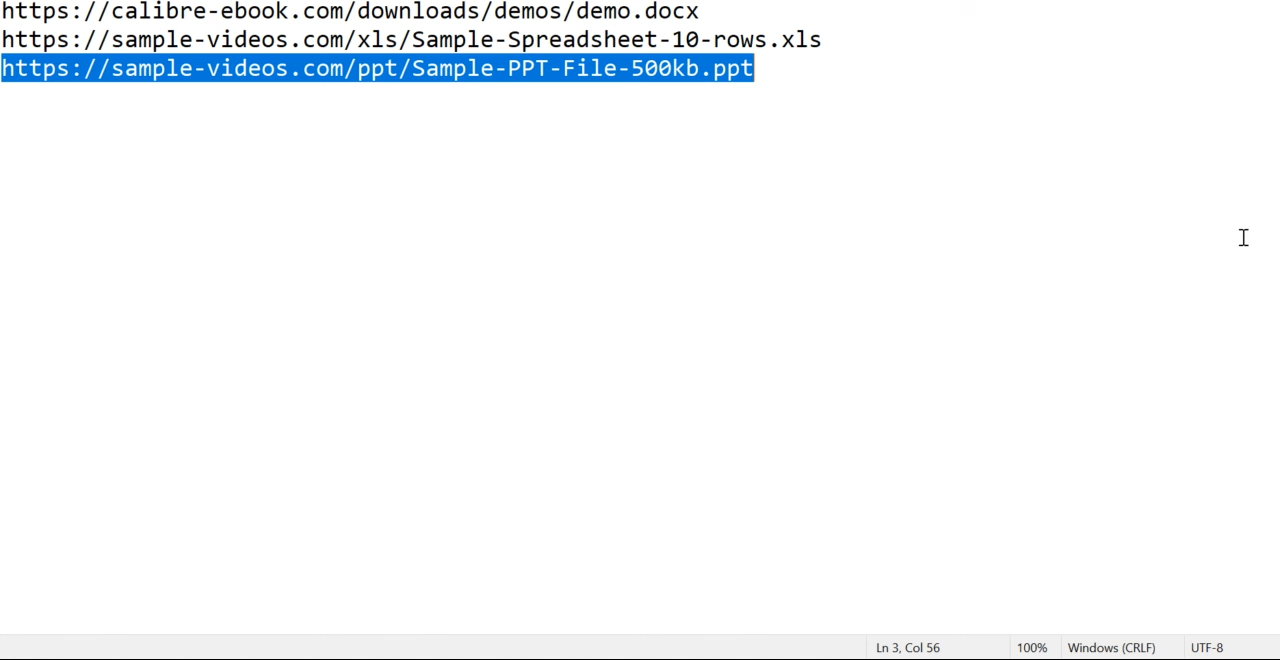 https://calibre-ebook.com/downloads/demos/demo.docx
https://sample-videos.com/xls/Sample-Spreadsheet-10-rows.xls
https://sample-videos.com/ppt/Sample-PPT-File-500kb.ppt
Ln 3, Col 56 100% Windows (CRLF) UTF-8